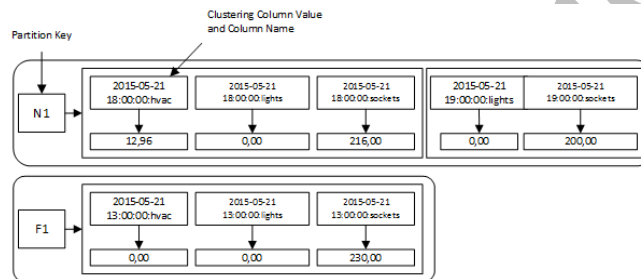 Clustering Column Value
and Column Name
Partition Key
N1
2015-05-21
18:00:00:hvac
2015-05-21
18:00:00:lights
2015-05-21
18:00:00:sockets
2015-05-21
19:00:00:lights
2015-05-21
19:00:00:sockets
12,96
0,00
216,00
0,00
200,00
F1
2015-05-21
13:00:00:hvac
2015-05-21
13:00:00:lights
2015-05-21
13:00:00:sockets
0,00
0,00
230,00